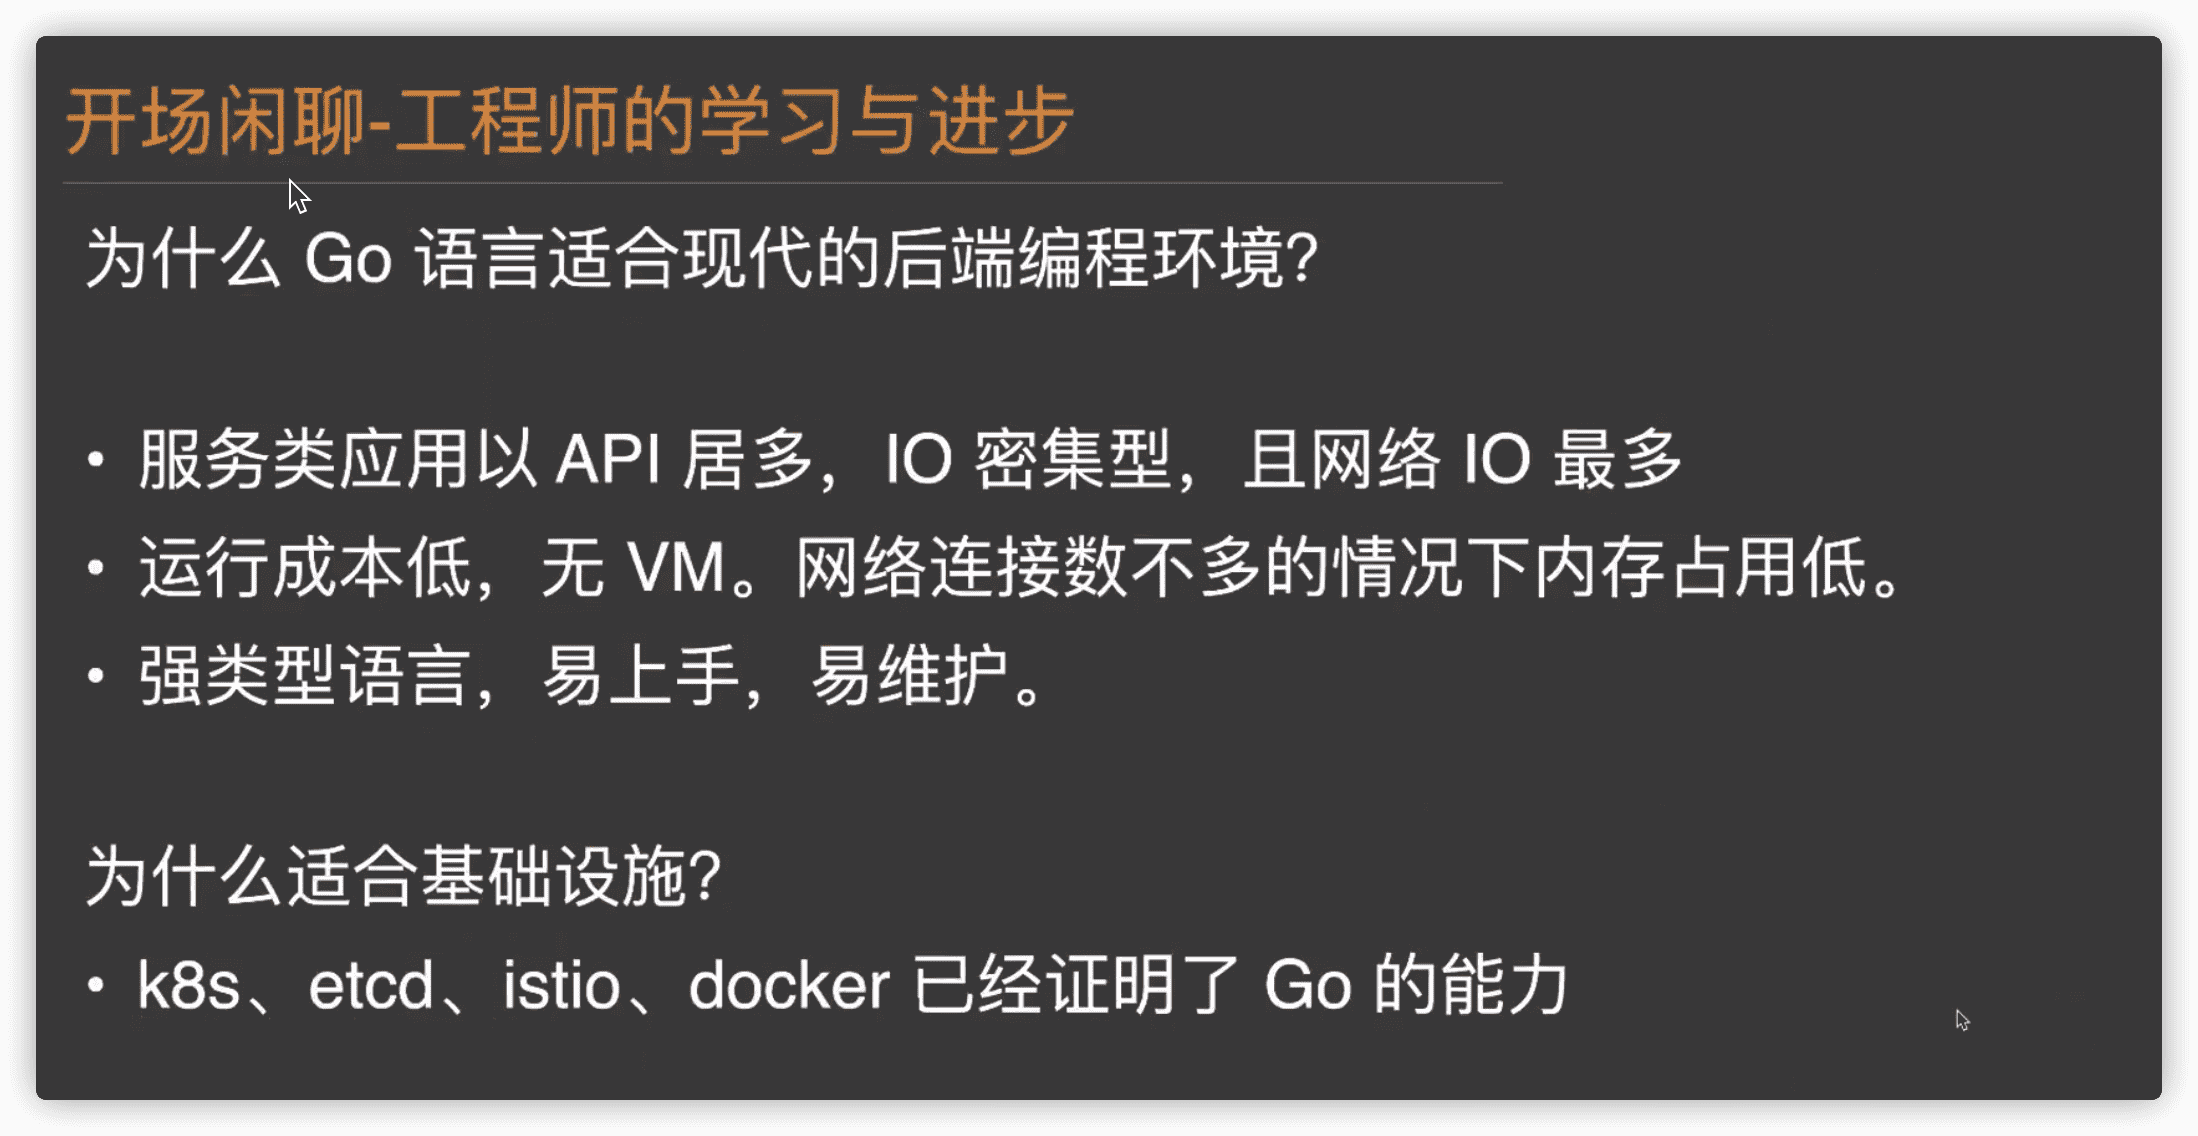 开场闲聊-工程师的学习与进步
为什么 Go 语言适合现代的后端编程环境?
• 服务类应用以 API 居多，IO 密集型，且网络 IO 最多
• 运行成本低，无 VM。网络连接数不多的情况下内存占用低。
• 强类型语言，易上手，易维护。
为什么适合基础设施?
• k8s、etcd、istio、docker 已经证明了 Go 的能力